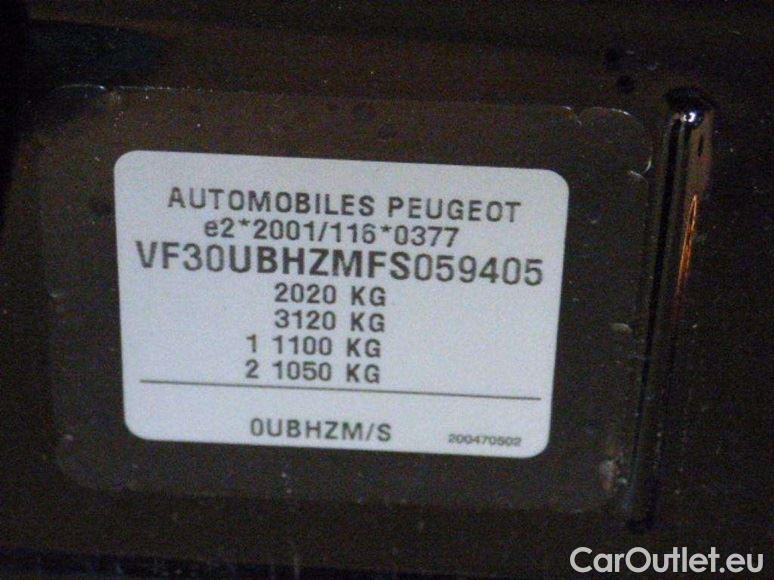 AUTOMOBILES PEUGEOT
e2*2001/116*0377
VF30UBHZMFS059405
2020 KG
3120 KG
1 1100 KG
2 1050 KG
0UBHZM/S 200470502
CarOutlet.eu